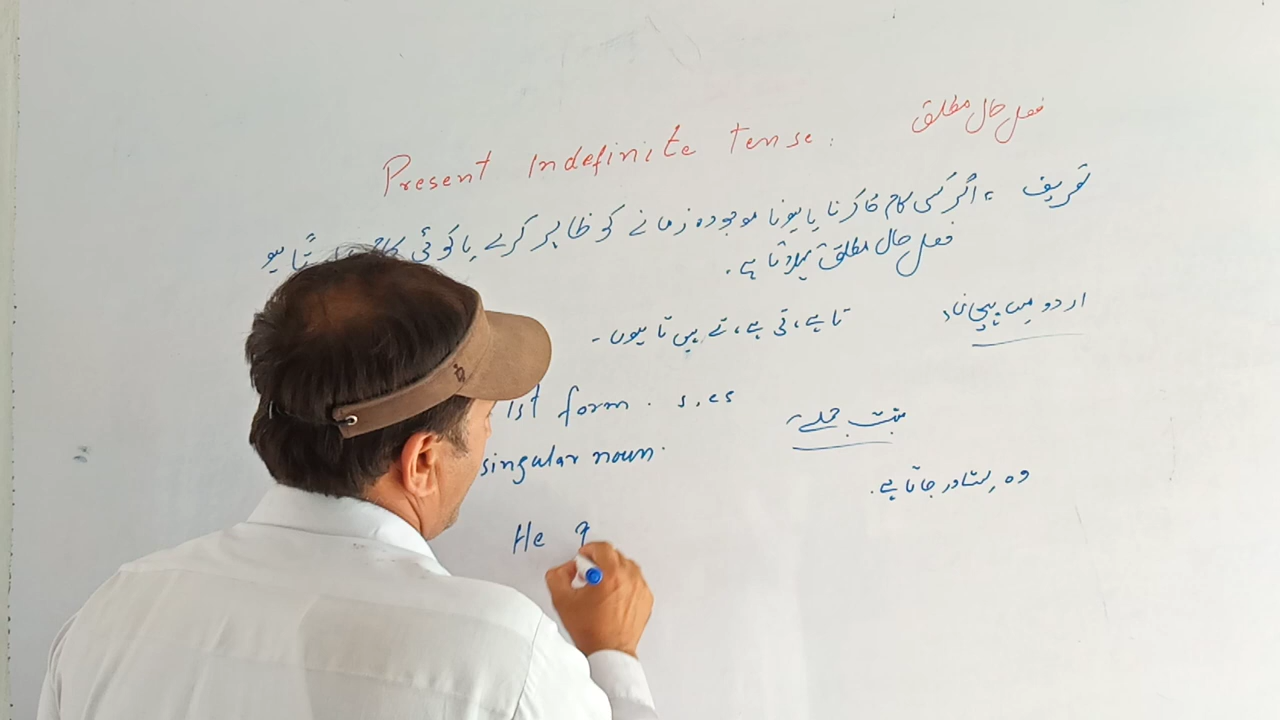 Present Indefinite Tense: فعل حال مطلق
تعریف، اگر کسی کام کا کرنا یا ہونا موجودہ زمانے کو ظاہر کرے یا کوئی ہو
فعل حال مطلق کہلاتا ہے۔
اردو میں پہچان، تا ہے، تی ہے، تے ہیں تا ہوں۔
1st form. s, es
مثبت جملے
singular noun.
وہ پشاور جاتا ہے۔
He g